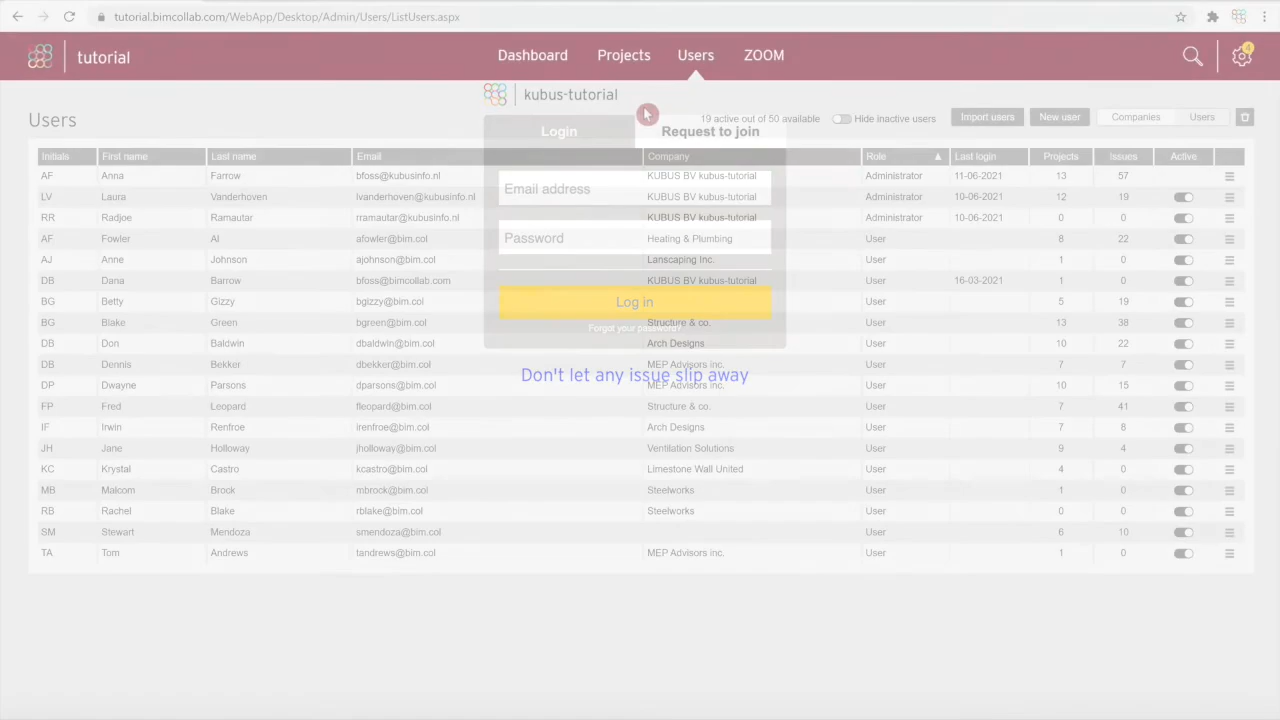 tutorial.bimcollab.com/WebApp/Desktop/Admin/Users/ListUsers.aspx
tutorial
Dashboard Projects Users ZOOM
4
kubus-tutorial
Users
19 active out of 50 available Hide inactive users Import users New user Companies Users
Login Request to join
Initials First name Last name Email Company Role Last login Projects Issues Active
AF Anna Farrow bfoss@kubusinfo.nl KUBUS BV kubus-tutorial Administrator 11-06-2021 13 57
Email address
LV Laura Vanderhoven lvanderhoven@kubusinfo.nl KUBUS BV kubus-tutorial Administrator 10-06-2021 12 19
RR Radjoe Ramautar rramautar@kubusinfo.nl KUBUS BV kubus-tutorial Administrator 10-06-2021 0 0
Password
AF Fowler Al afowler@bim.col Heating & Plumbing User 8 22
AJ Anne Johnson ajohnson@bim.col Lanscaping Inc. User 1 0
DB Dana Barrow bfoss@bimcollab.com KUBUS BV kubus-tutorial User 16-03-2021 1 0
BG Betty Gizzy bgizzy@bim.col User 5 19
Log in
BG Blake Green bgreen@bim.col Structure & co. User 13 38
Forgot your password?
DB Don Baldwin dbaldwin@bim.col Arch Designs User 10 22
DB Dennis Bekker dbekker@bim.col MEP Advisors inc. User 7 7
Don't let any issue slip away
DP Dwayne Parsons dparsons@bim.col MEP Advisors inc. User 10 15
FP Fred Leopard fleopard@bim.col Structure & co. User 7 41
IF Irwin Renfroe irenfroe@bim.col Arch Designs User 7 8
JH Jane Holloway jholloway@bim.col Ventilation Solutions User 9 4
KC Krystal Castro kcastro@bim.col Limestone Wall United User 4 0
MB Malcom Brock mbrock@bim.col Steelworks User 1 0
RB Rachel Blake rblake@bim.col Steelworks User 0 0
SM Stewart Mendoza smendoza@bim.col User 6 10
TA Tom Andrews tandrews@bim.col MEP Advisors inc. User 1 0